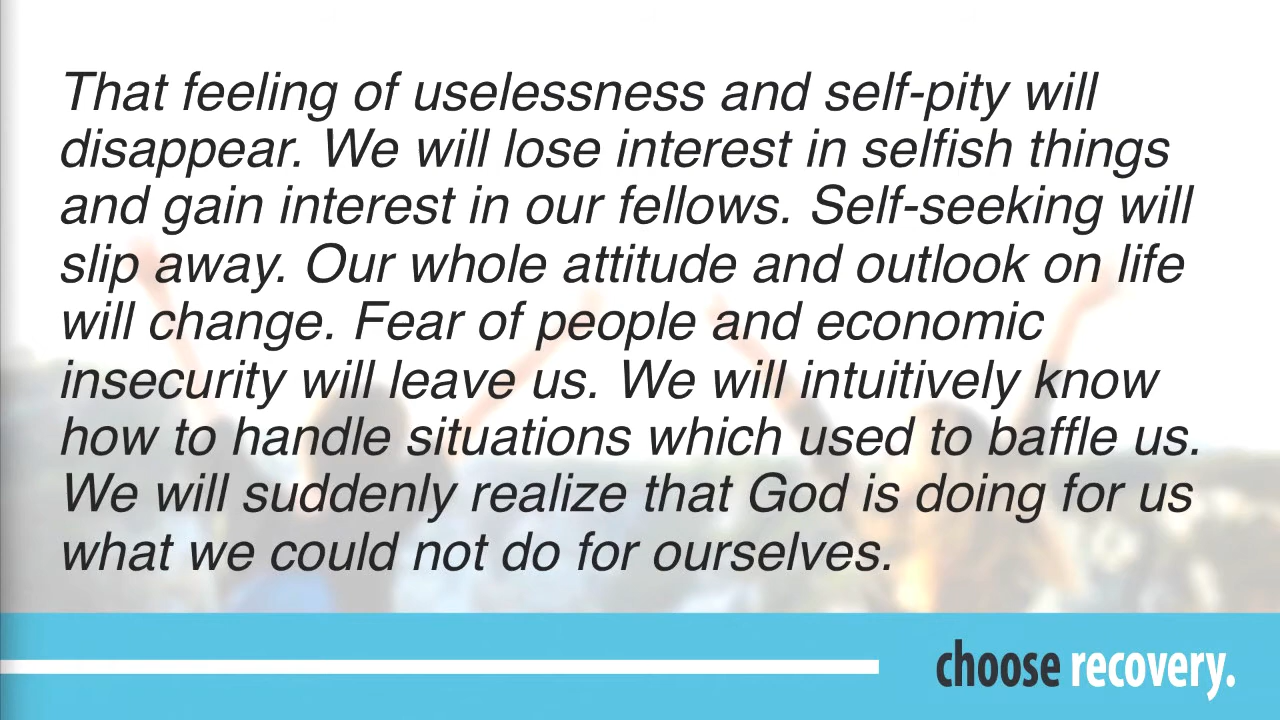 That feeling of uselessness and self-pity will
disappear. We will lose interest in selfish things
and gain interest in our fellows. Self-seeking will
slip away. Our whole attitude and outlook on life
will change. Fear of people and economic
insecurity will leave us. We will intuitively know
how to handle situations which used to baffle us.
We will suddenly realize that God is doing for us
what we could not do for ourselves.
choose recovery.